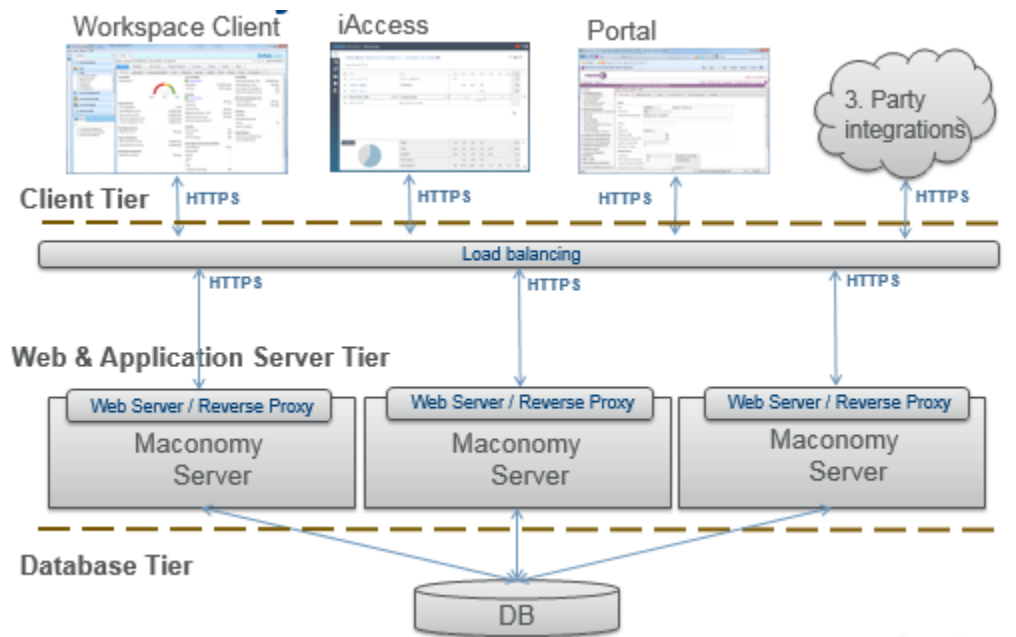 Workspace Client
iAccess
Portal
3. Party
integrations
Client Tier
HTTPS
HTTPS
HTTPS
HTTPS
Load balancing
HTTPS
HTTPS
HTTPS
Web & Application Server Tier
Web Server / Reverse Proxy
Web Server / Reverse Proxy
Web Server / Reverse Proxy
Maconomy
Server
Maconomy
Server
Maconomy
Server
Database Tier
DB